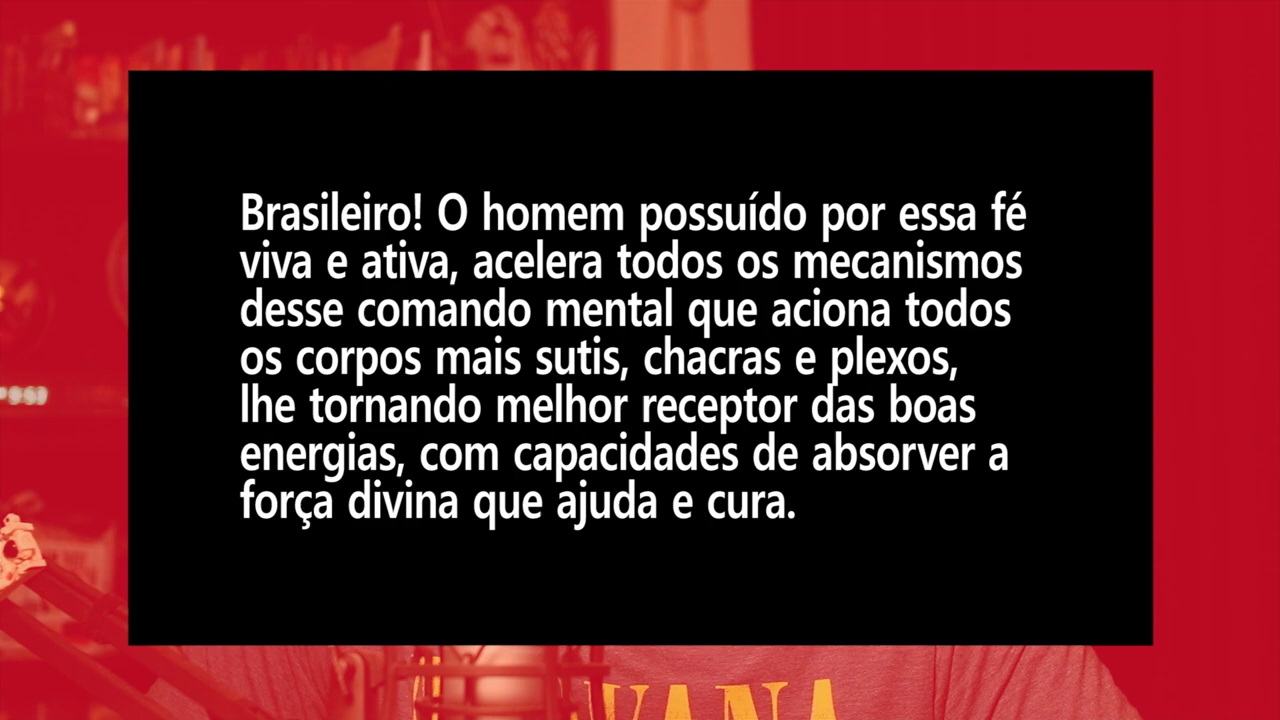 Brasileiro! O homem possuído por essa fé
viva e ativa, acelera todos os mecanismos
desse comando mental que aciona todos
os corpos mais sutis, chacras e plexos,
lhe tornando melhor receptor das boas
energias, com capacidades de absorver a
força divina que ajuda e cura.